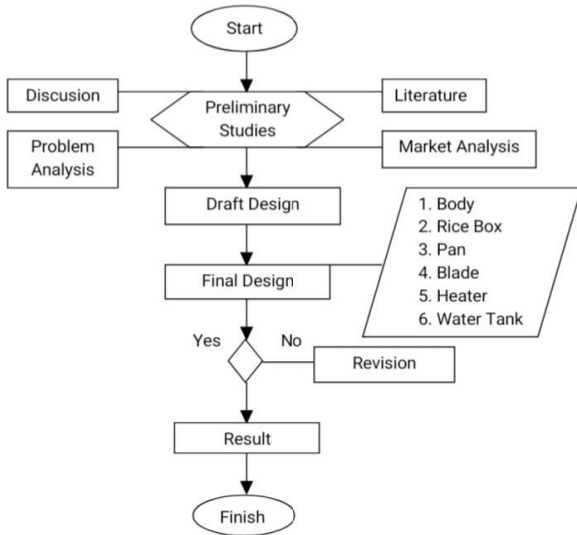 Start
Discusion
Preliminary
Studies
Literature
Problem
Analysis
Market Analysis
Draft Design
1. Body
2. Rice Box
3. Pan
4. Blade
5. Heater
6. Water Tank
Final Design
Yes
No
Revision
Result
Finish